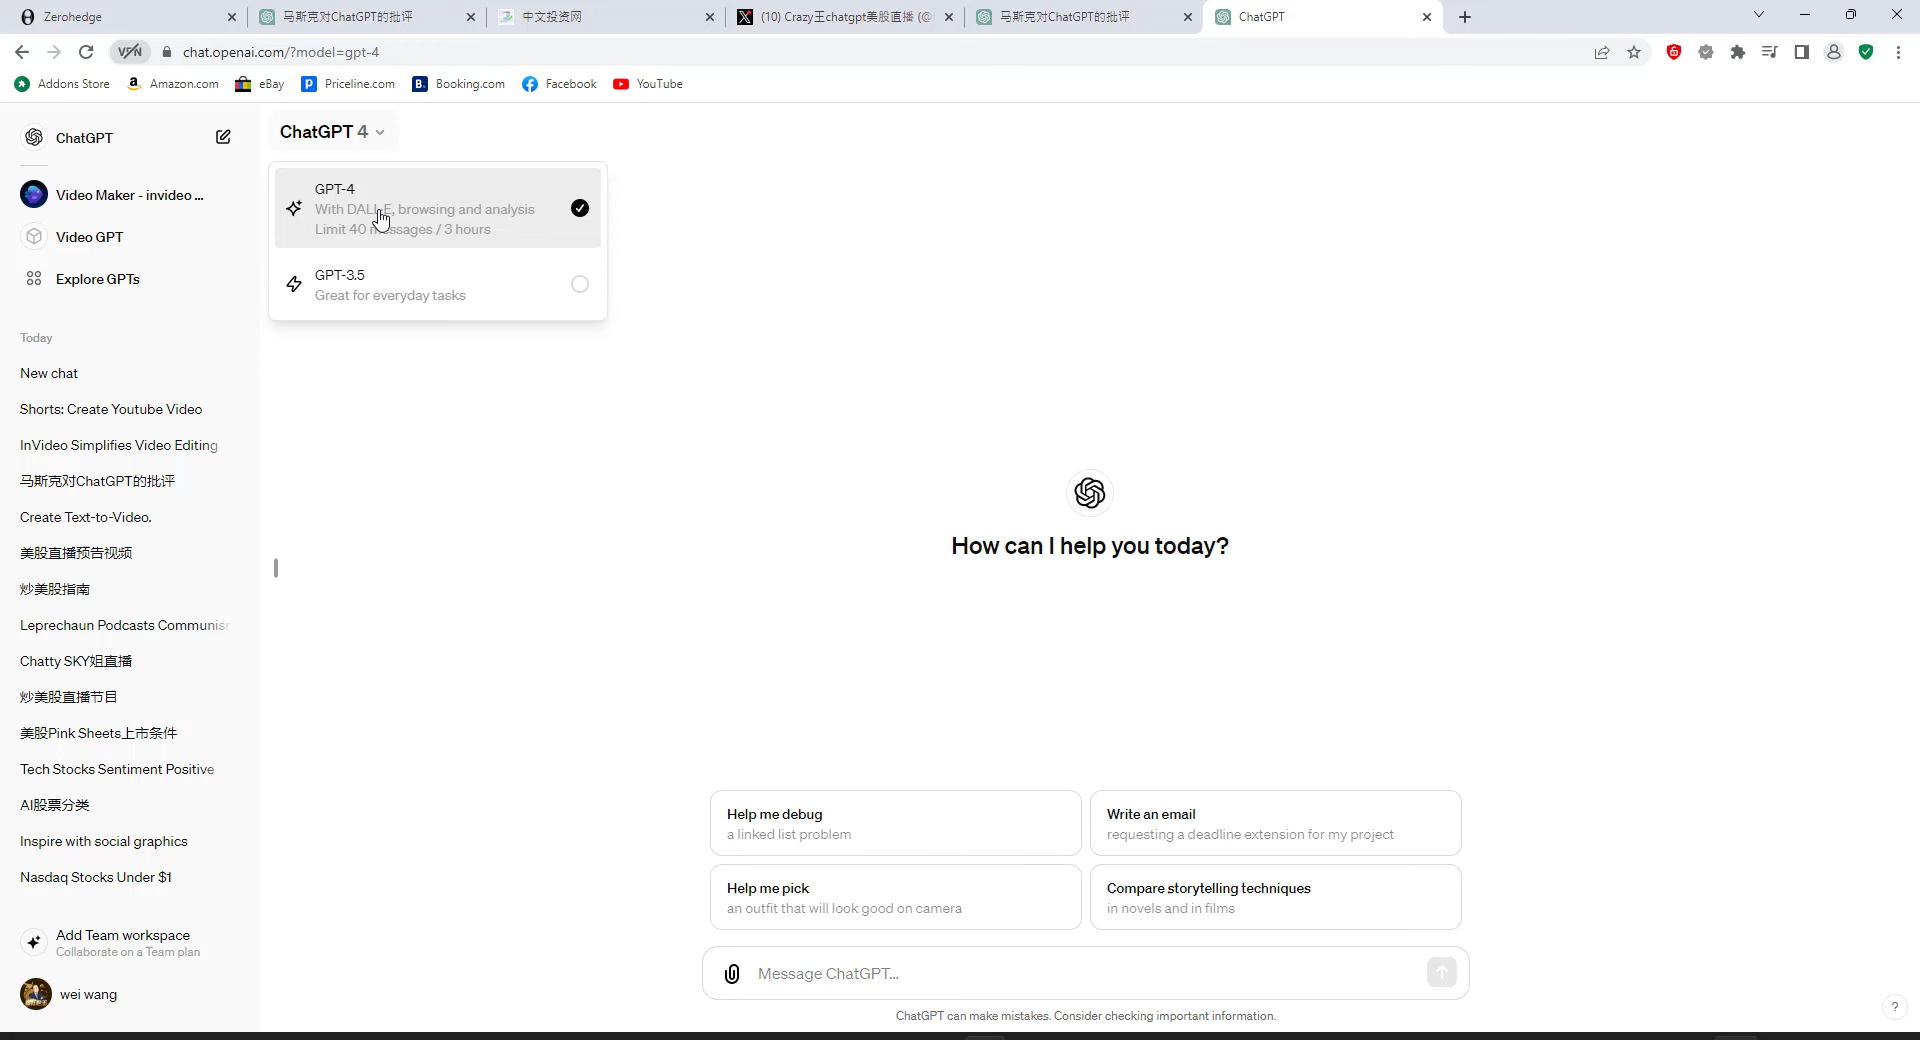 Zerohedge
马斯克对ChatGPT的批评
中文投资网
(10) Crazy王chatgpt美股直播 (@
马斯克对ChatGPT的批评
ChatGPT
VPN
chat.openai.com/?model=gpt-4
Addons Store
Amazon.com
eBay
Priceline.com
Booking.com
Facebook
YouTube
ChatGPT
Video Maker - invideo ...
Video GPT
Explore GPTs
Today
New chat
Shorts: Create Youtube Video
InVideo Simplifies Video Editing
马斯克对ChatGPT的批评
Create Text-to-Video.
美股直播预告视频
炒美股指南
Leprechaun Podcasts Communis
Chatty SKY姐直播
炒美股直播节目
美股Pink Sheets上市条件
Tech Stocks Sentiment Positive
AI股票分类
Inspire with social graphics
Nasdaq Stocks Under $1
Add Team workspace
Collaborate on a Team plan
wei wang
ChatGPT 4
GPT-4
With DALL·E, browsing and analysis
Limit 40 messages / 3 hours
GPT-3.5
Great for everyday tasks
How can I help you today?
Help me debug
a linked list problem
Write an email
requesting a deadline extension for my project
Help me pick
an outfit that will look good on camera
Compare storytelling techniques
in novels and in films
Message ChatGPT...
ChatGPT can make mistakes. Consider checking important information.
?